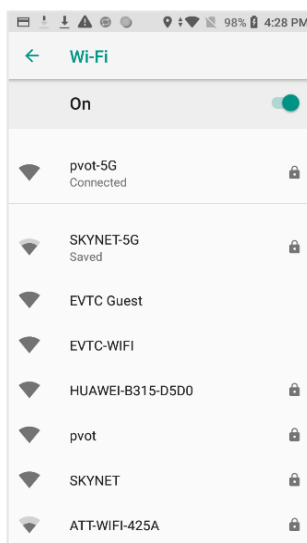 98% 4:28 PM
Wi-Fi
On
pvot-5G
Connected
SKYNET-5G
Saved
EVTC Guest
EVTC-WIFI
HUAWEI-B315-D5D0
pvot
SKYNET
ATT-WIFI-425A